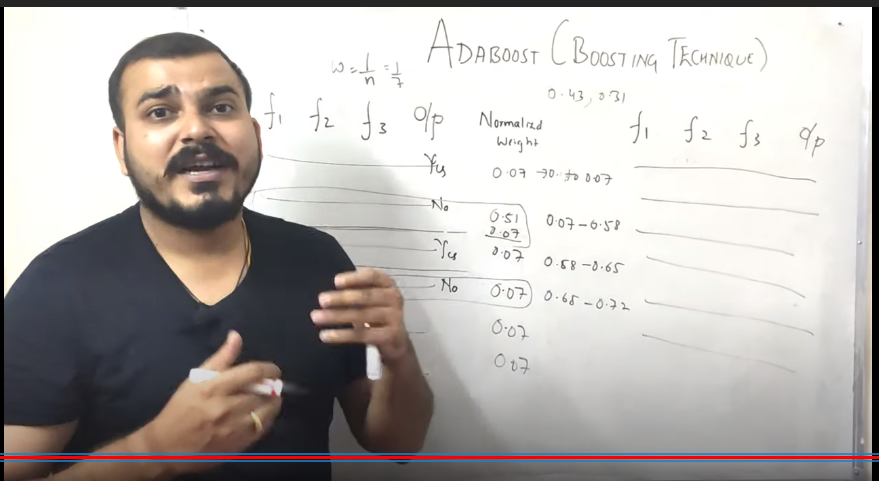 ADABOOST (BOOSTING TECHNIQUE)
w = 1/n = 1/7
0.43, 0.31
f1 f2 f3 O/p Normalized Weight f1 f2 f3 O/p
Yes 0.07 → 0. to 0.07
No 0.51 0.07 – 0.58
0.07
Yes 0.07 0.58 – 0.65
No 0.07 0.65 – 0.72
0.07
0.07